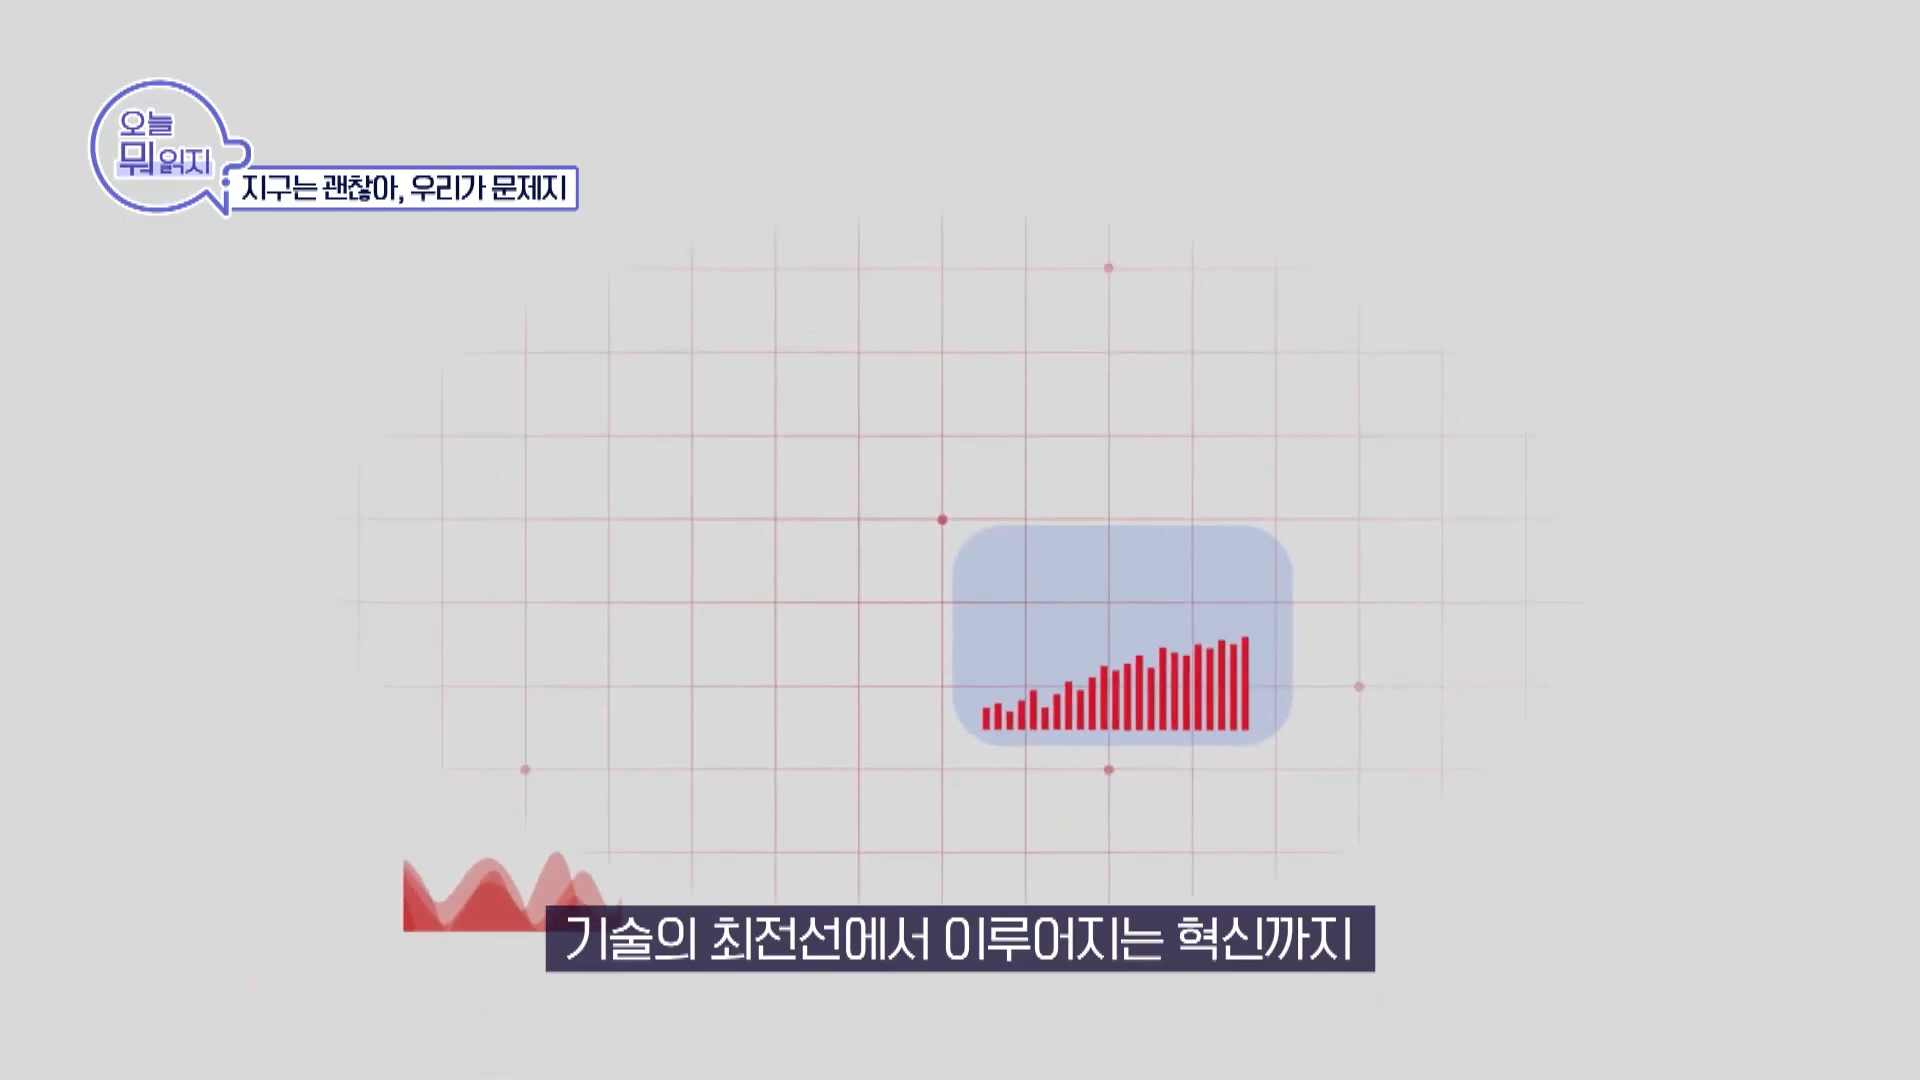 오늘
뭐 읽지
지구는 괜찮아, 우리가 문제지
기술의 최전선에서 이루어지는 혁신까지